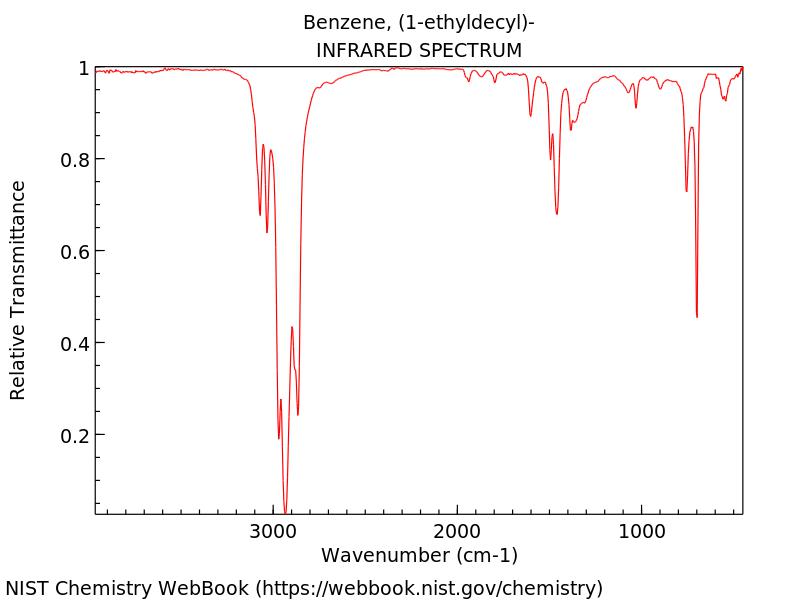 Benzene, (1-ethyldecyl)-
INFRARED SPECTRUM
1
0.8
0.6
0.4
0.2
Relative Transmittance
3000 2000 1000
Wavenumber (cm-1)
NIST Chemistry WebBook (https://webbook.nist.gov/chemistry)